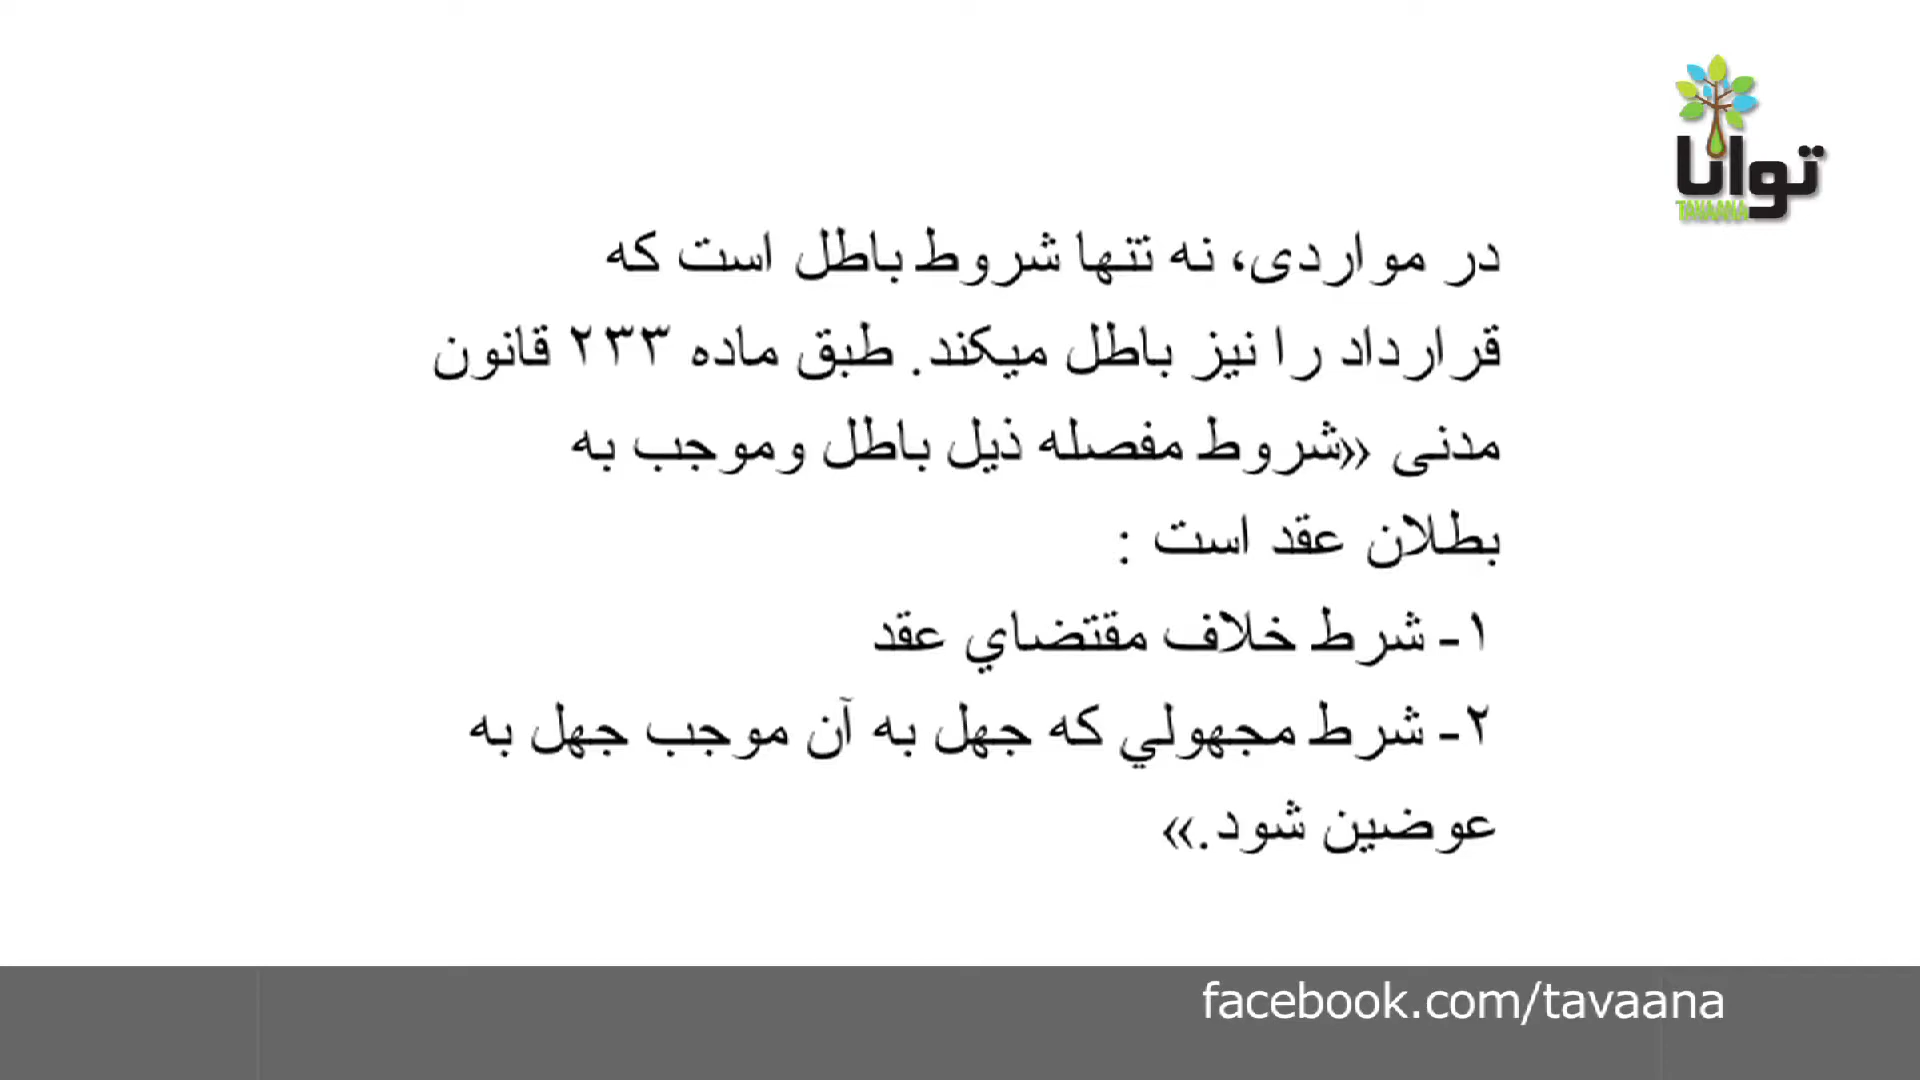 توانا
TAVAANA
در مواردی، نه تنها شروط باطل است که
قرارداد را نیز باطل میکند. طبق ماده ۲۳۳ قانون
مدنی «شروط مفصله ذیل باطل وموجب به
بطلان عقد است :
۱- شرط خلاف مقتضاي عقد
۲- شرط مجهولي که جهل به آن موجب جهل به
عوضین شود.»
facebook.com/tavaana